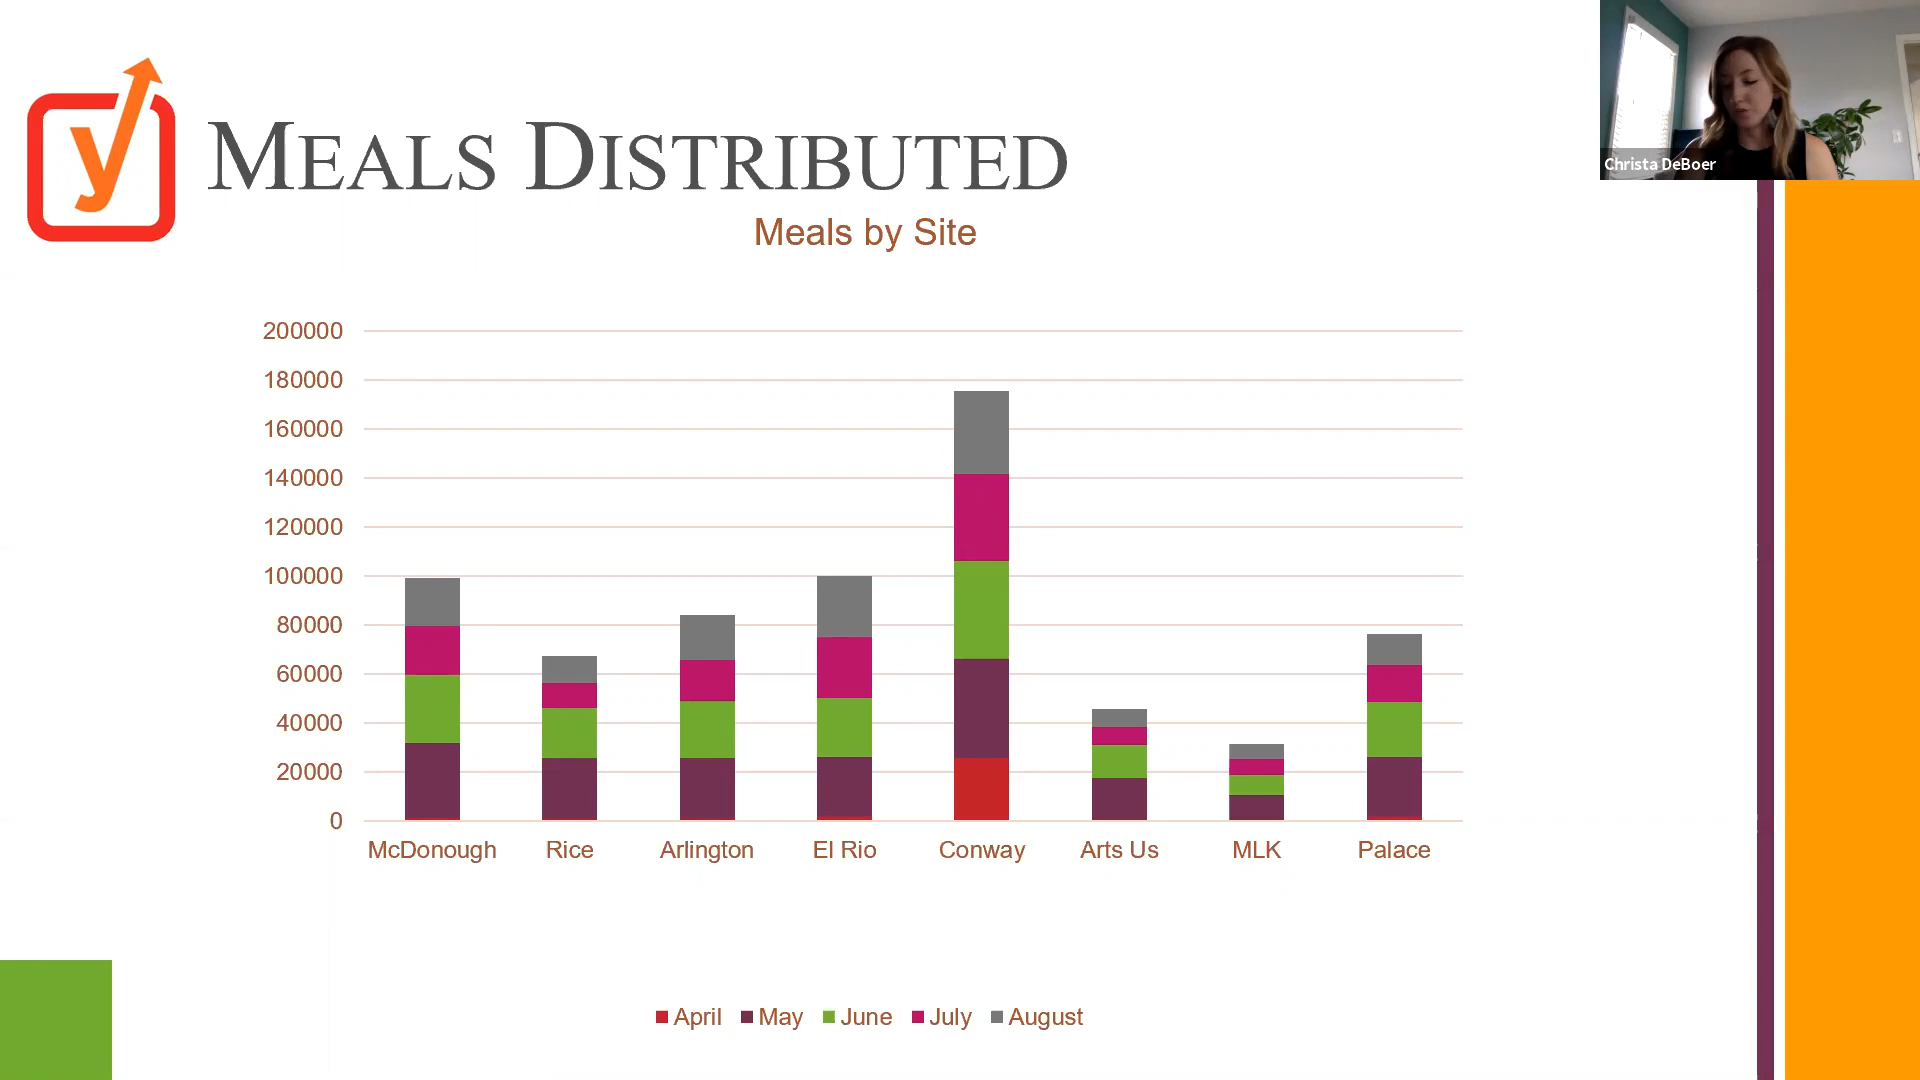 y
MEALS DISTRIBUTED
Christa DeBoer
Meals by Site
200000
180000
160000
140000
120000
100000
80000
60000
40000
20000
0
McDonough Rice Arlington El Rio Conway Arts Us MLK Palace
April May June July August